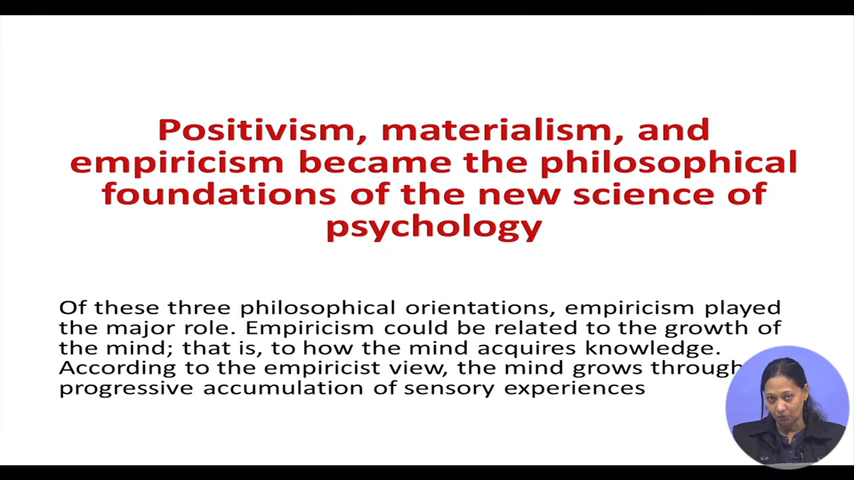 Positivism, materialism, and
empiricism became the philosophical
foundations of the new science of
psychology
Of these three philosophical orientations, empiricism played
the major role. Empiricism could be related to the growth of
the mind; that is, to how the mind acquires knowledge.
According to the empiricist view, the mind grows through
progressive accumulation of sensory experiences